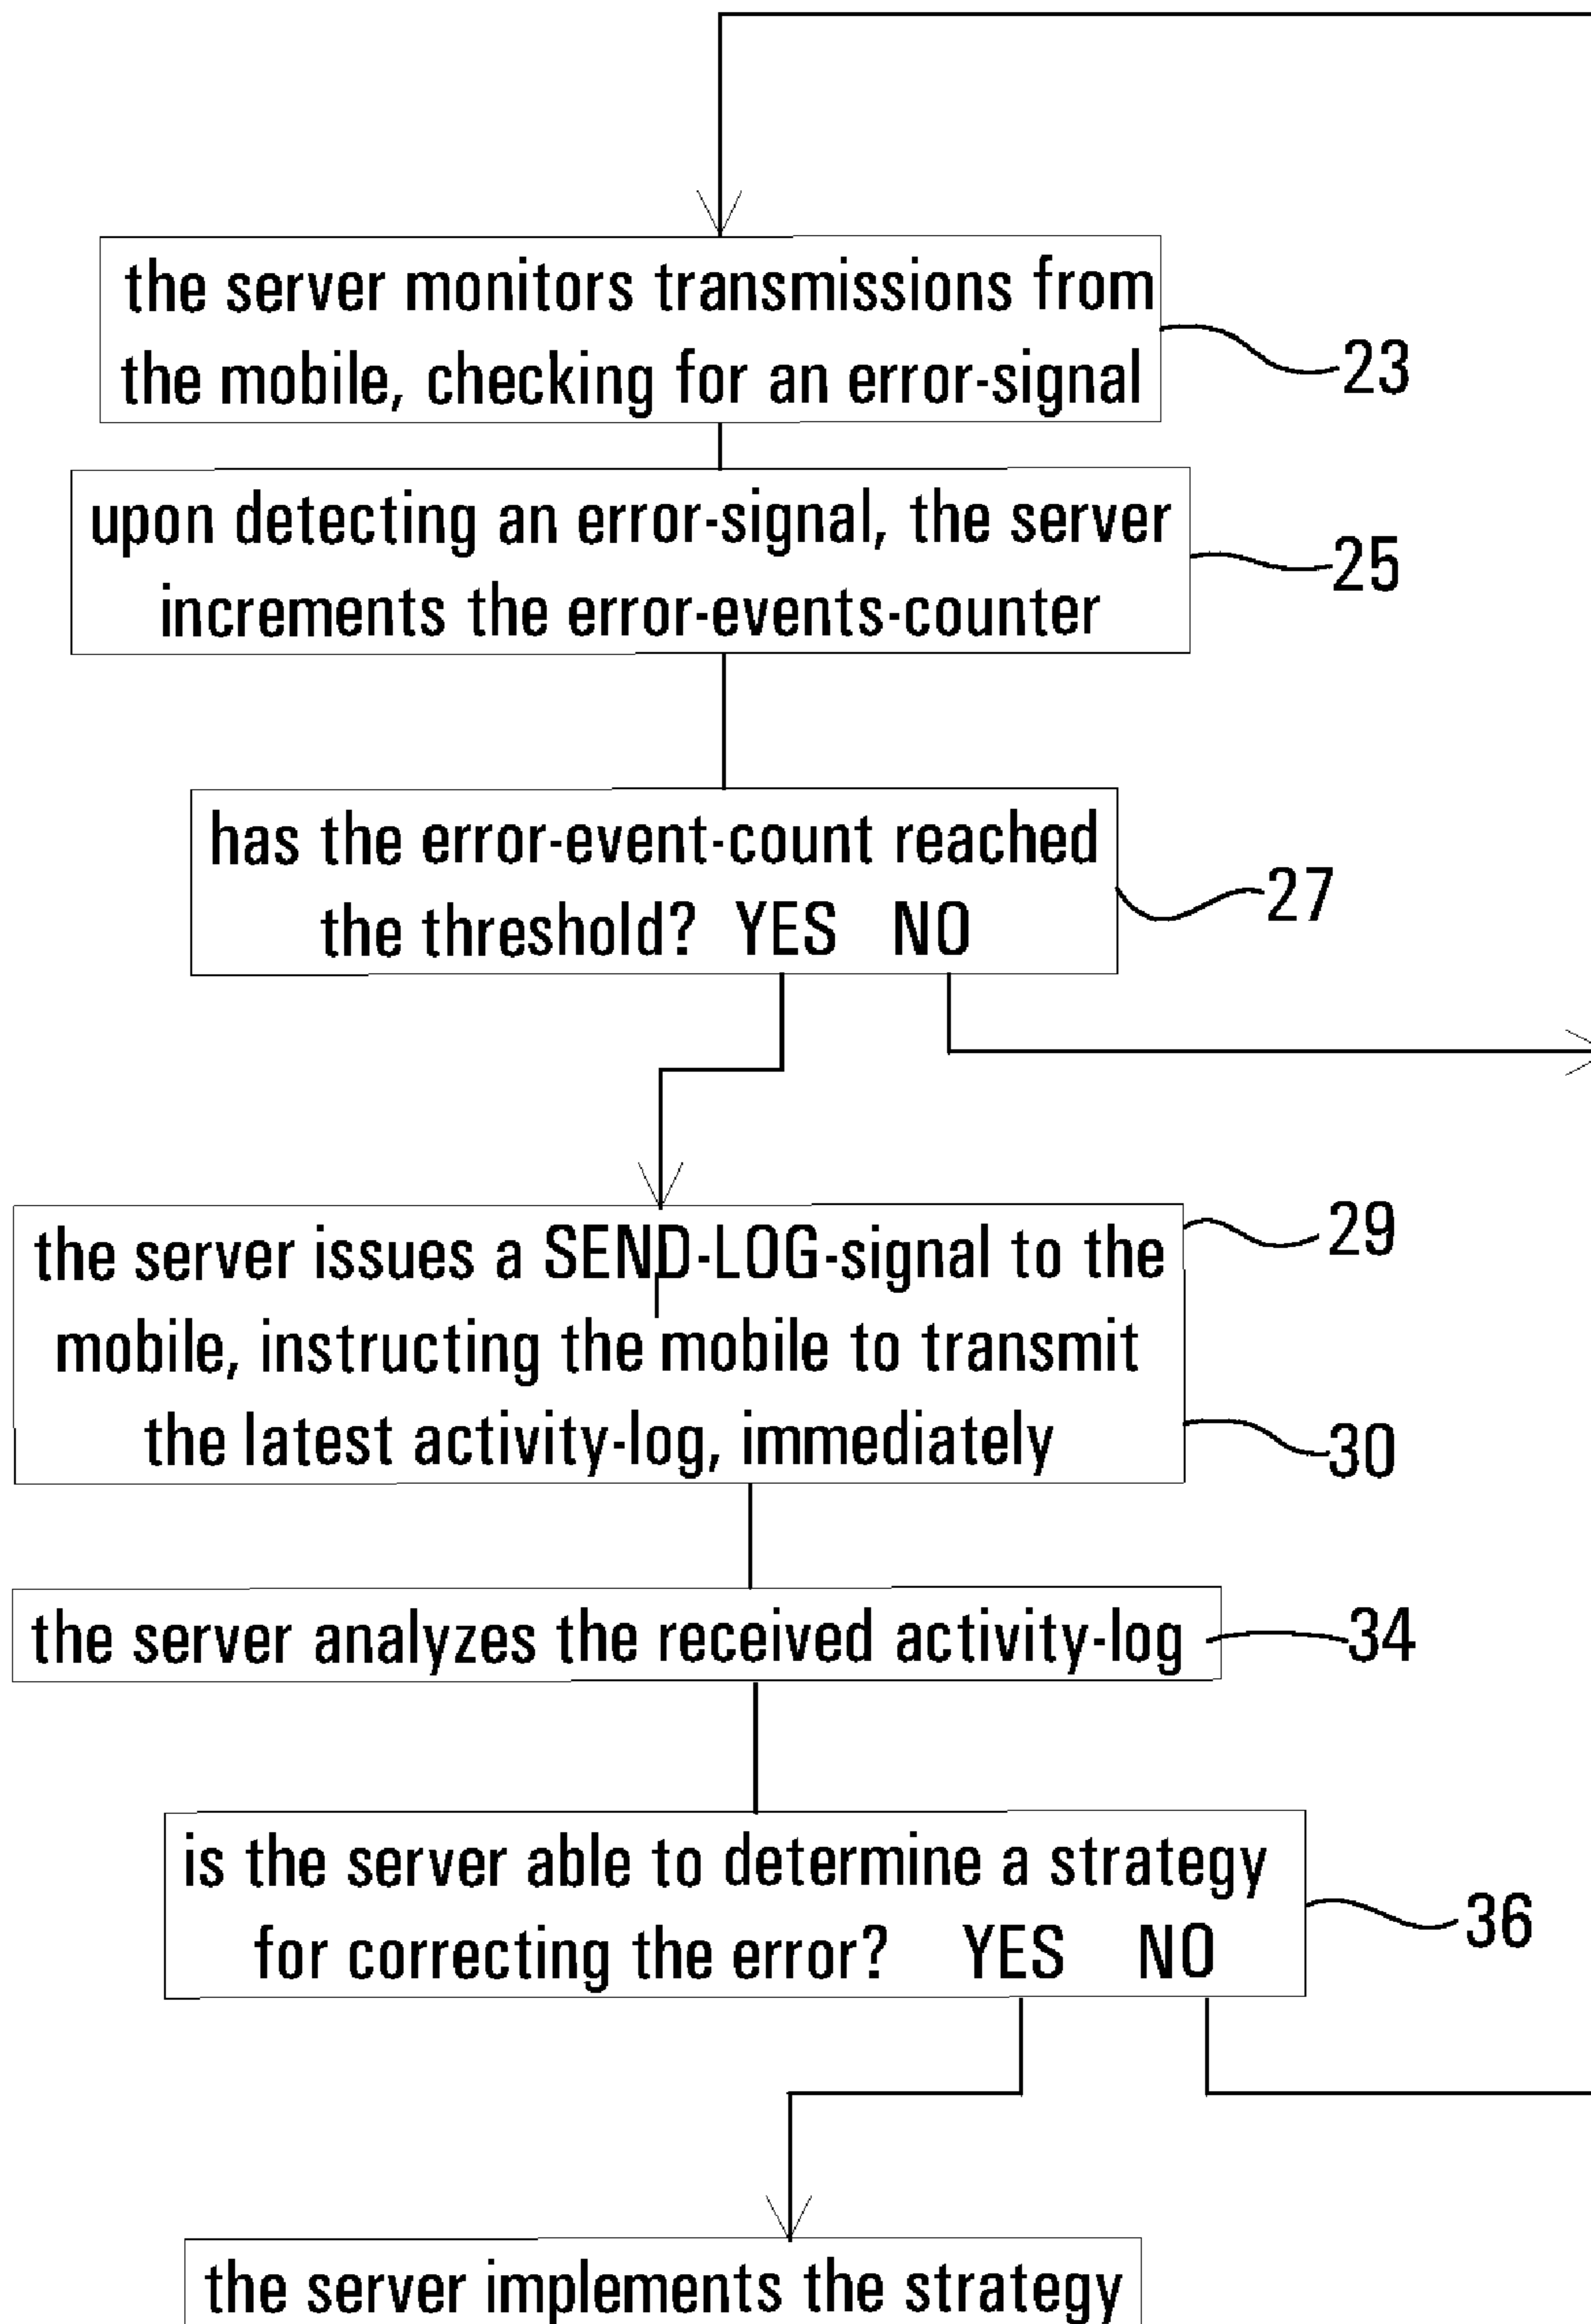 the server monitors transmissions from
the mobile, checking for an error-signal
23
upon detecting an error-signal, the server
increments the error-events-counter
25
has the error-event-count reached
the threshold? YES NO
27
the server issues a SEND-LOG-signal to the
29
mobile, instructing the mobile to transmit
the latest activity-log, immediately
30
the server analyzes the received activity-log
34
is the server able to determine a strategy
for correcting the error? YES NO
36
the server implements the strategy